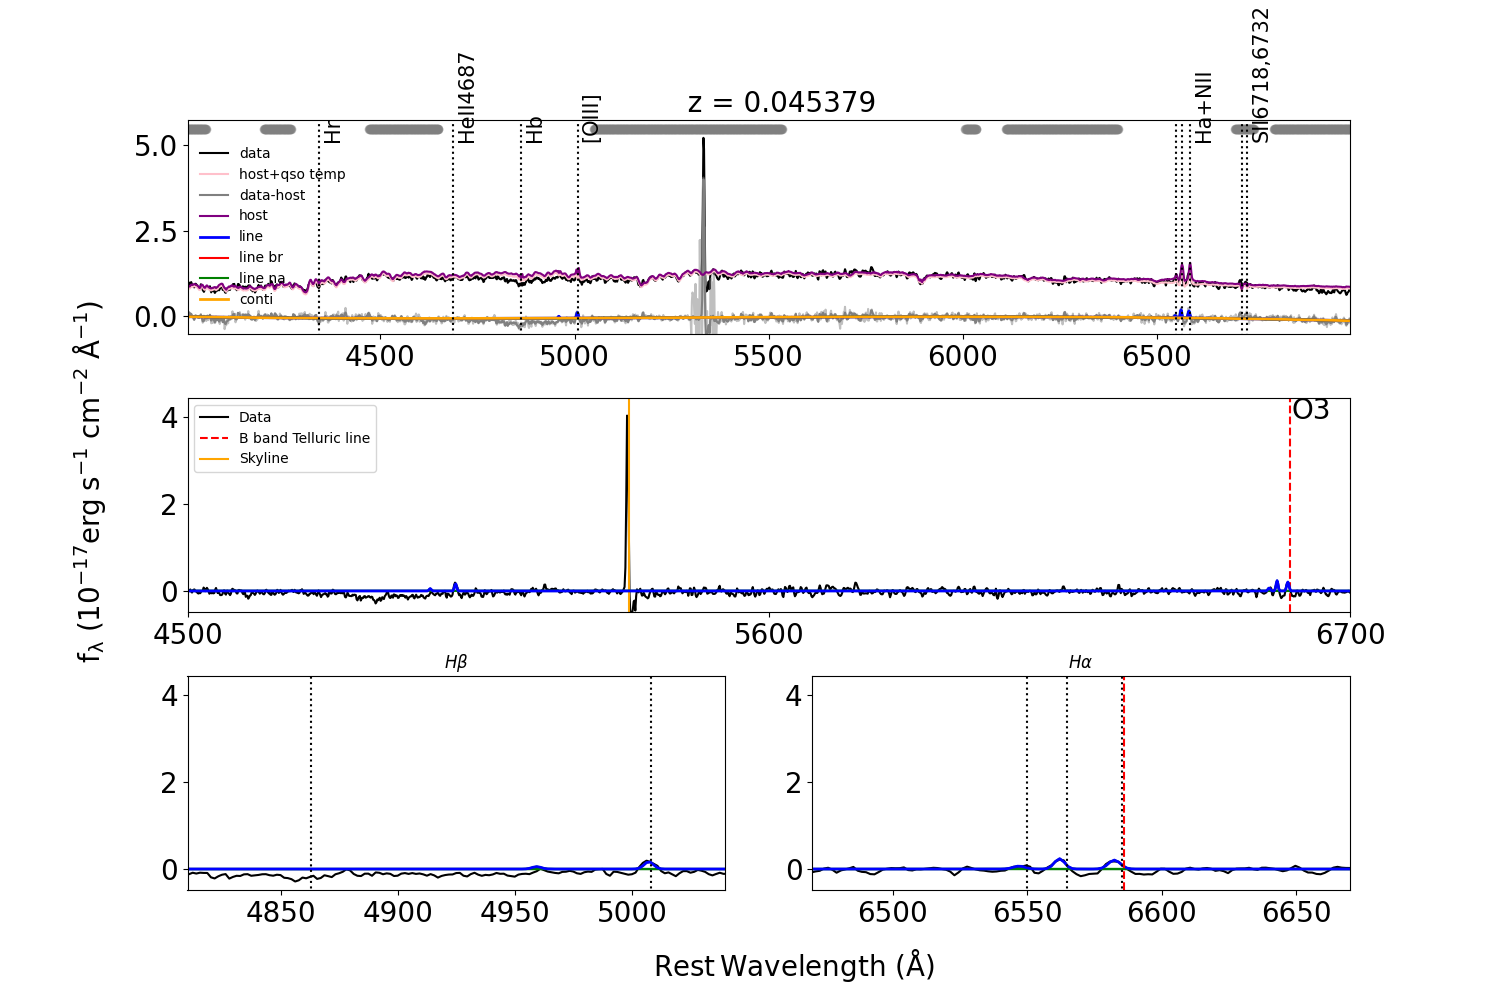 z = 0.045379
Hr
HeII4687
Hb
[OIII]
Ha+NII
SII6718,6732
5.0
2.5
0.0
data
host+qso temp
data-host
host
line
line br
line na
conti
4500
5000
5500
6000
6500
fλ (10−17erg s−1 cm−2 Å−1)
4
2
0
Data
B band Telluric line
Skyline
O3
4500
5600
6700
Hβ
4
2
0
4850
4900
4950
5000
Hα
4
2
0
6500
6550
6600
6650
Rest Wavelength (Å)